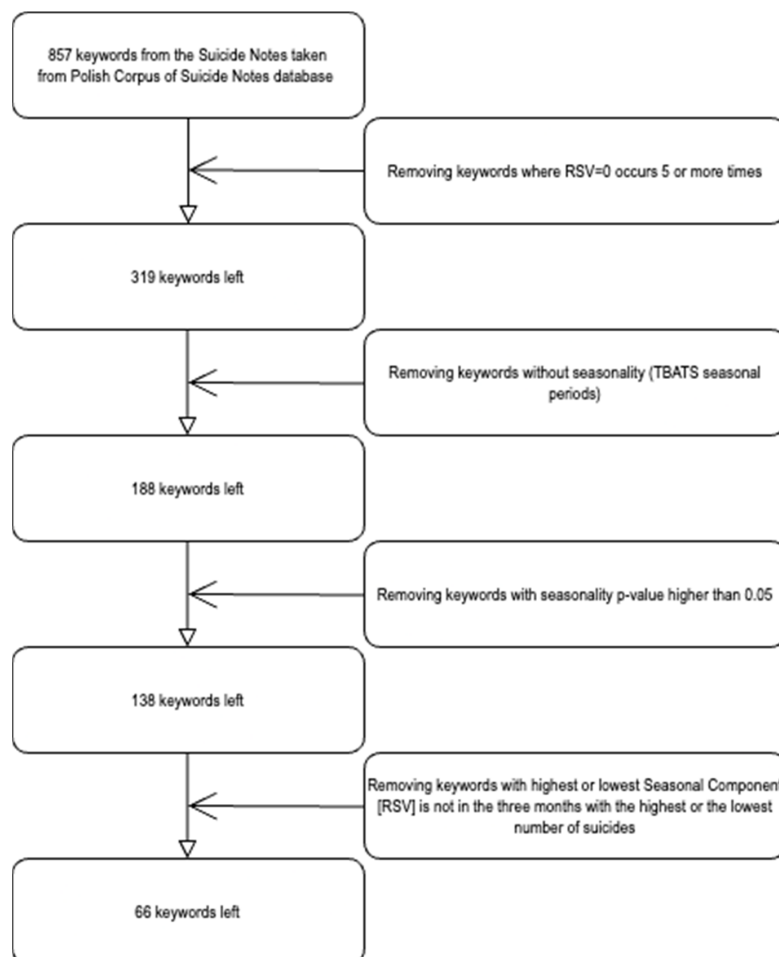 857 keywords from the Suicide Notes taken
from Polish Corpus of Suicide Notes database
Removing keywords where RSV=0 occurs 5 or more times
319 keywords left
Removing keywords without seasonality (TBATS seasonal
periods)
188 keywords left
Removing keywords with seasonality p-value higher than 0.05
138 keywords left
Removing keywords with highest or lowest Seasonal Component
[RSV] is not in the three months with the highest or the lowest
number of suicides
66 keywords left